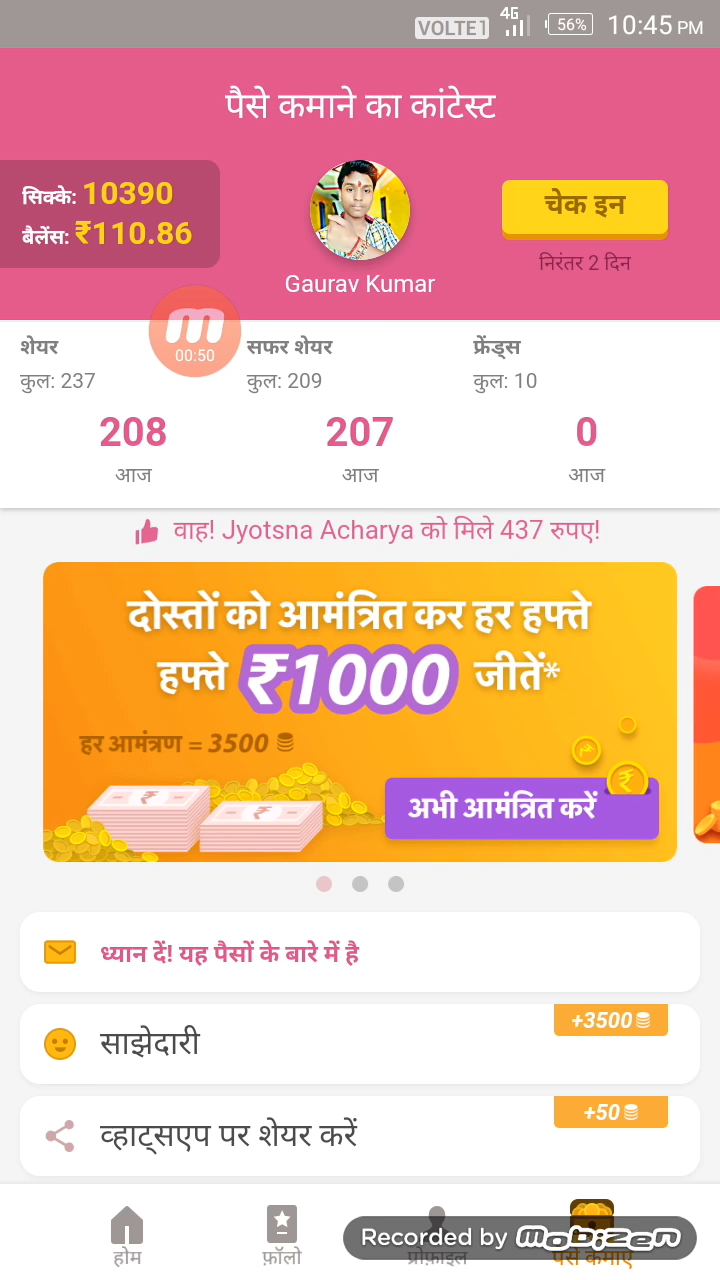 VOLTE1 4G 56% 10:45 PM
पैसे कमाने का कांटेस्ट
सिक्के: 10390
बैलेंस: ₹110.86
चेक इन
निरंतर 2 दिन
Gaurav Kumar
m
00:50
शेयर सफर शेयर फ्रेंड्स
कुल: 237 कुल: 209 कुल: 10
208 207 0
आज आज आज
वाह! Jyotsna Acharya को मिले 437 रुपए!
दोस्तों को आमंत्रित कर हर हफ्ते
हफ्ते ₹1000 जीतें*
हर आमंत्रण = 3500
अभी आमंत्रित करें
ध्यान दें! यह पैसों के बारे में है
+3500
साझेदारी
+50
व्हाट्सएप पर शेयर करें
Recorded by mobizen
होम फ़ॉलो प्रोफ़ाइल पैसे कमाएं